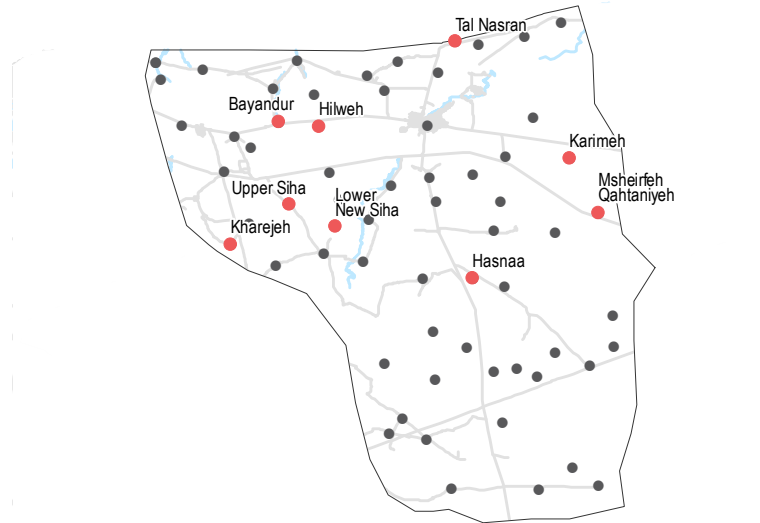 Tal Nasran
Bayandur
Hilweh
Karimeh
Msheirfeh
Qahtaniyeh
Upper Siha
Lower
New Siha
Kharejeh
Hasnaa